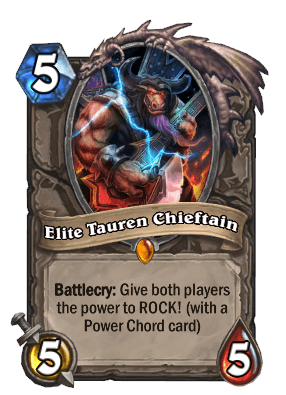 5
Elite Tauren Chieftain
Battlecry: Give both players
the power to ROCK! (with a
Power Chord card)
5
5